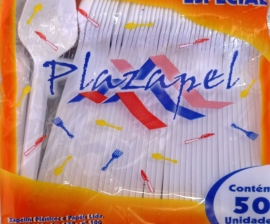 ESPECIAL
Plazapel
Contém
50
Unidades